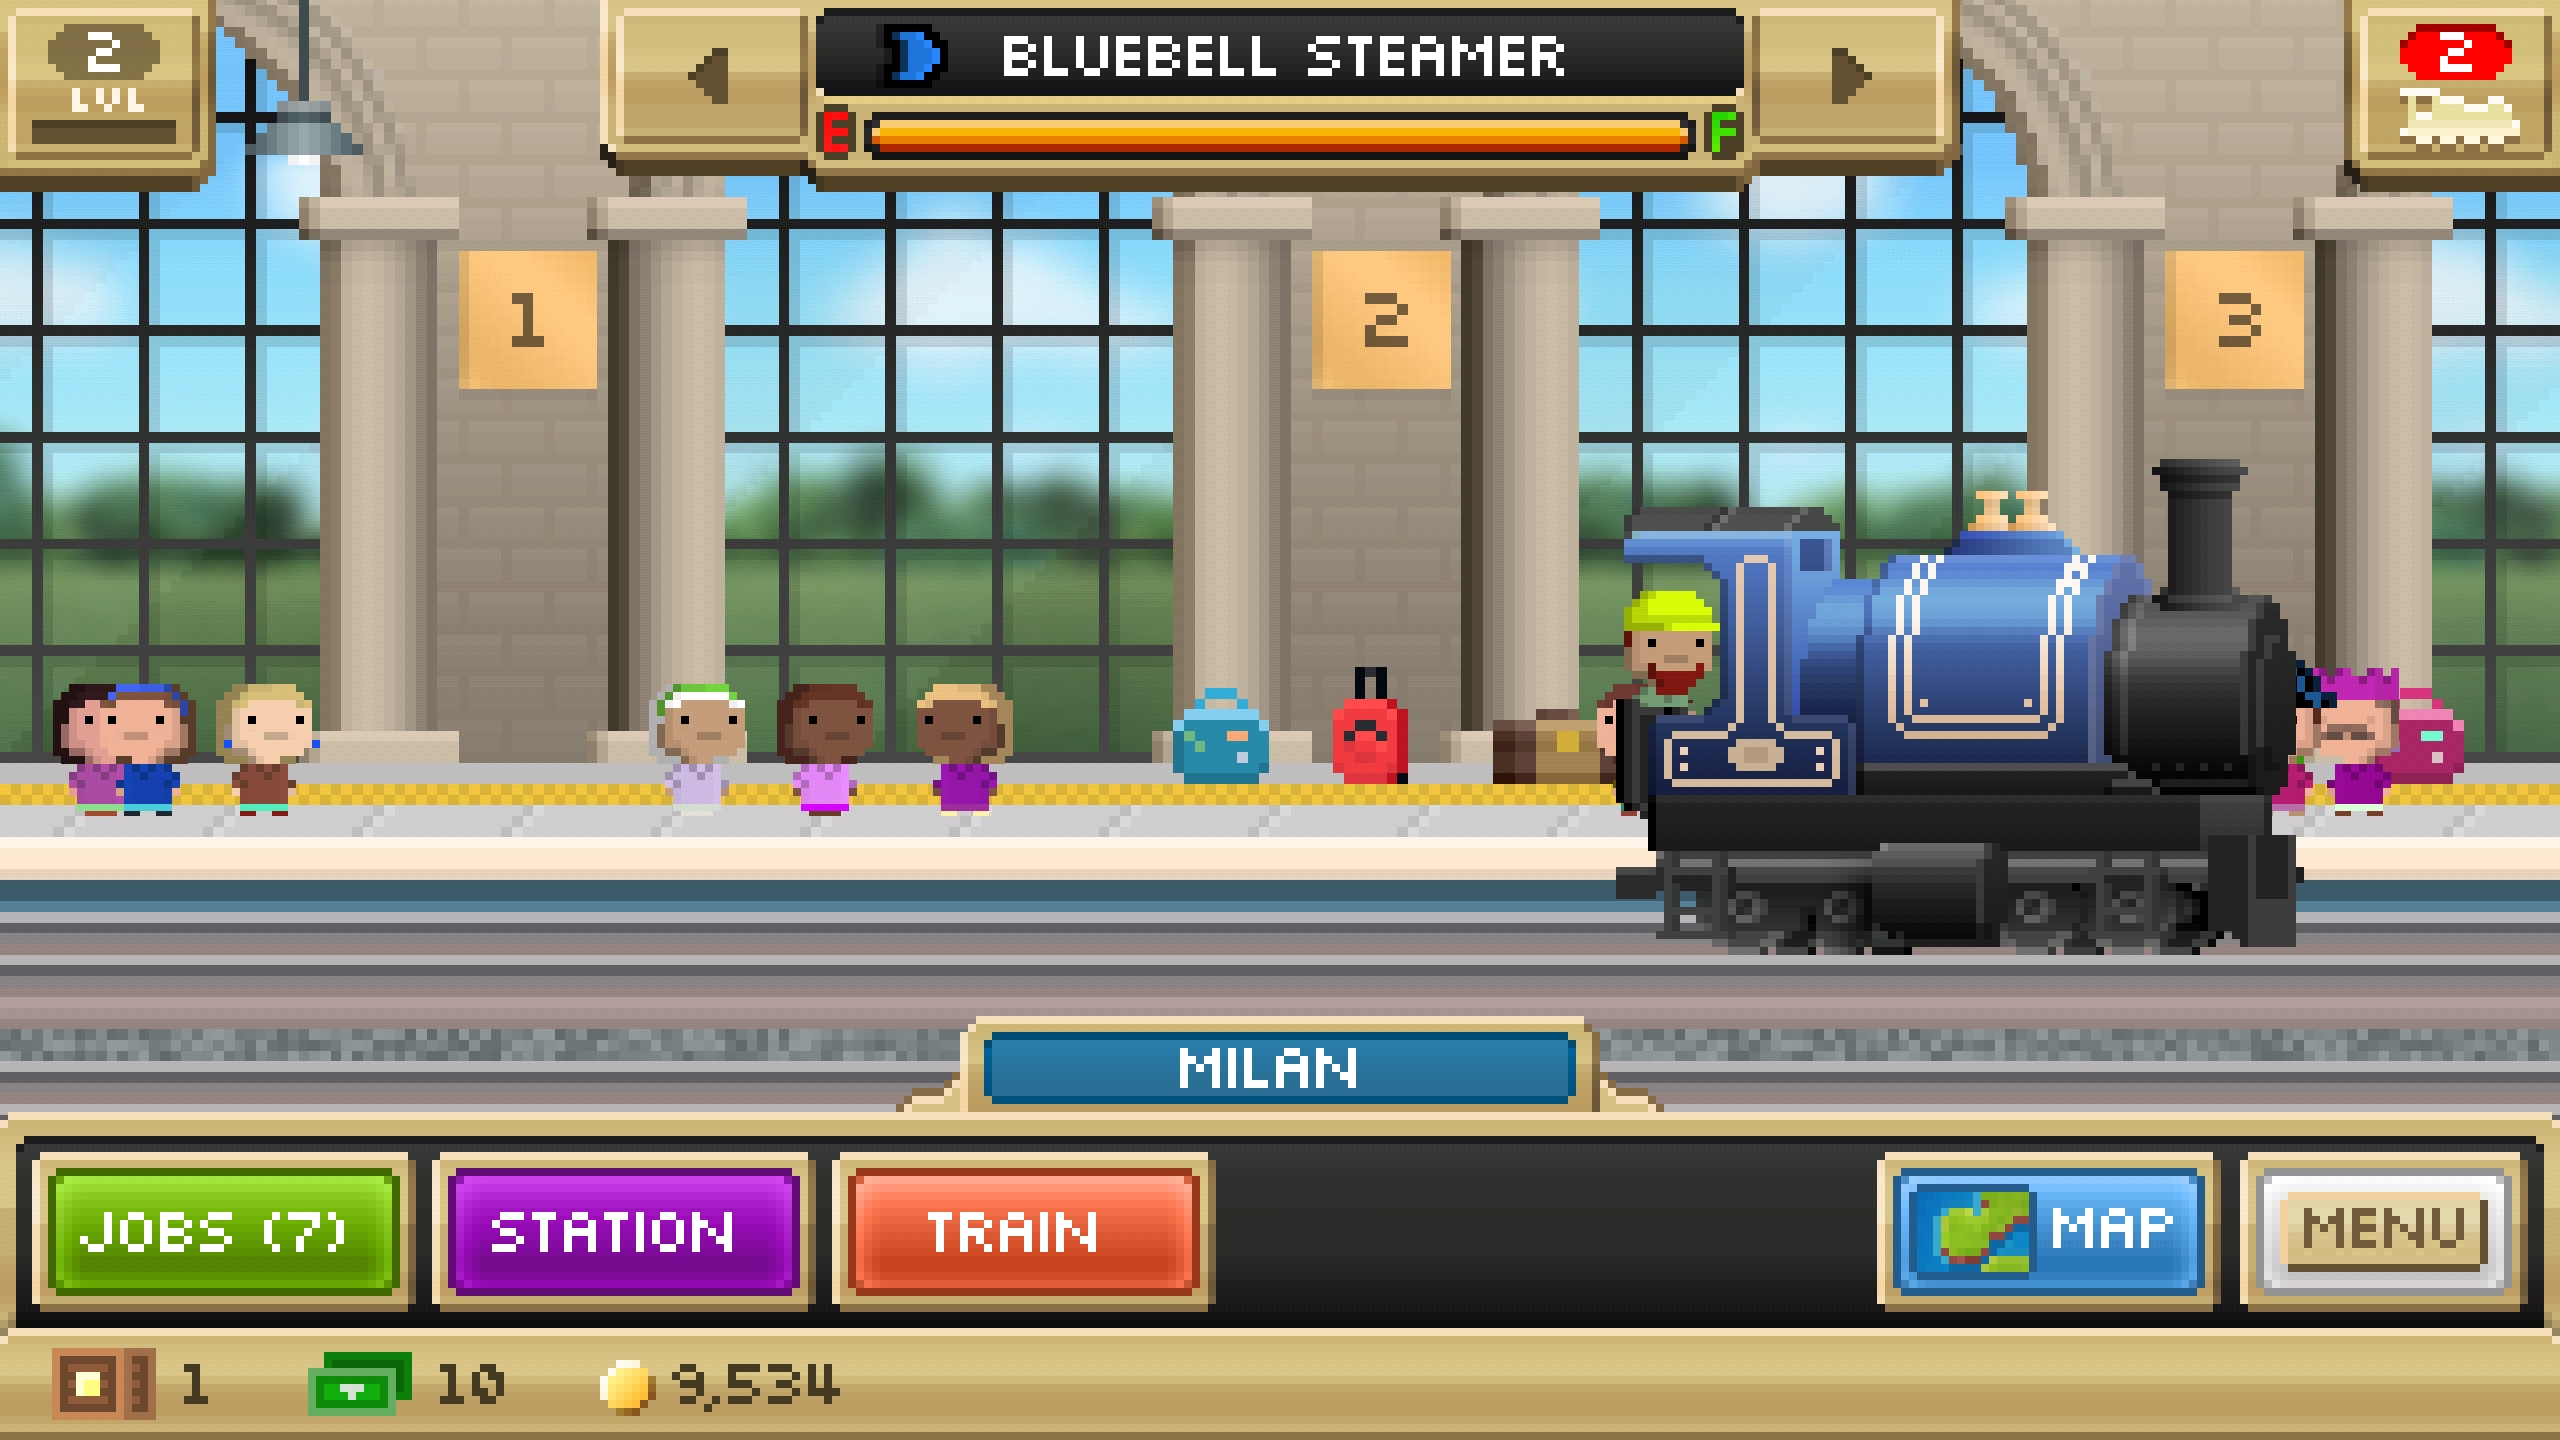 2
LVL
BLUEBELL STEAMER
E F
2
1
2
3
MILAN
JOBS (7)
STATION
TRAIN
MAP
MENU
1
10
9,534